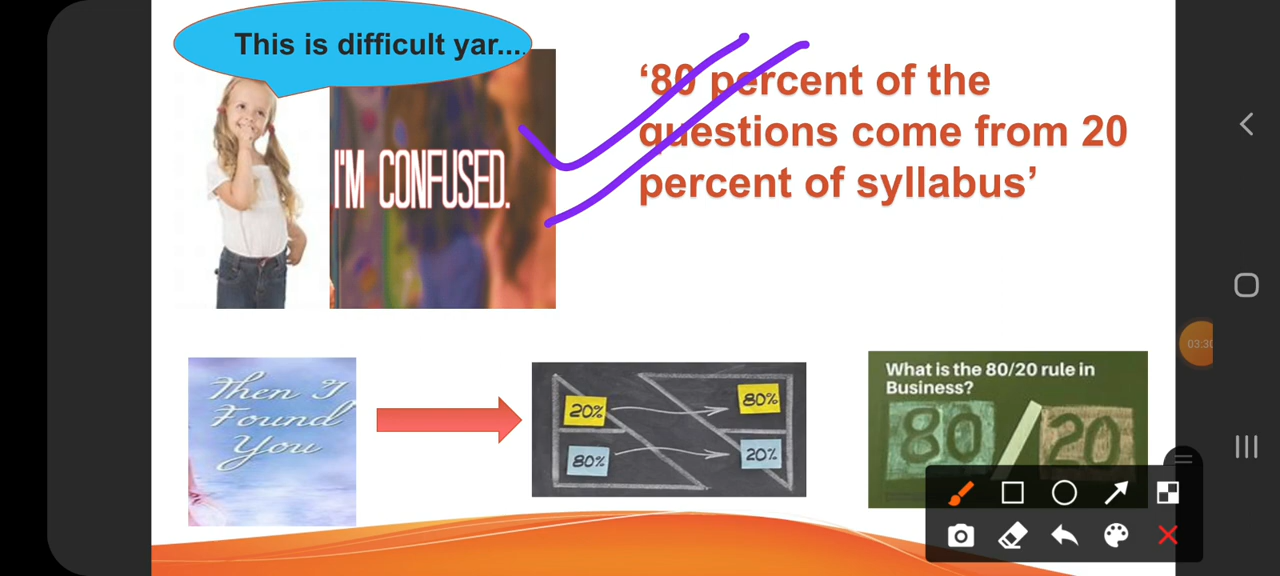 This is difficult yar....
I'M CONFUSED.
‘80 percent of the
questions come from 20
percent of syllabus’
Then I
Found
You
20%
80%
80%
20%
What is the 80/20 rule in
Business?
80/20
03:30